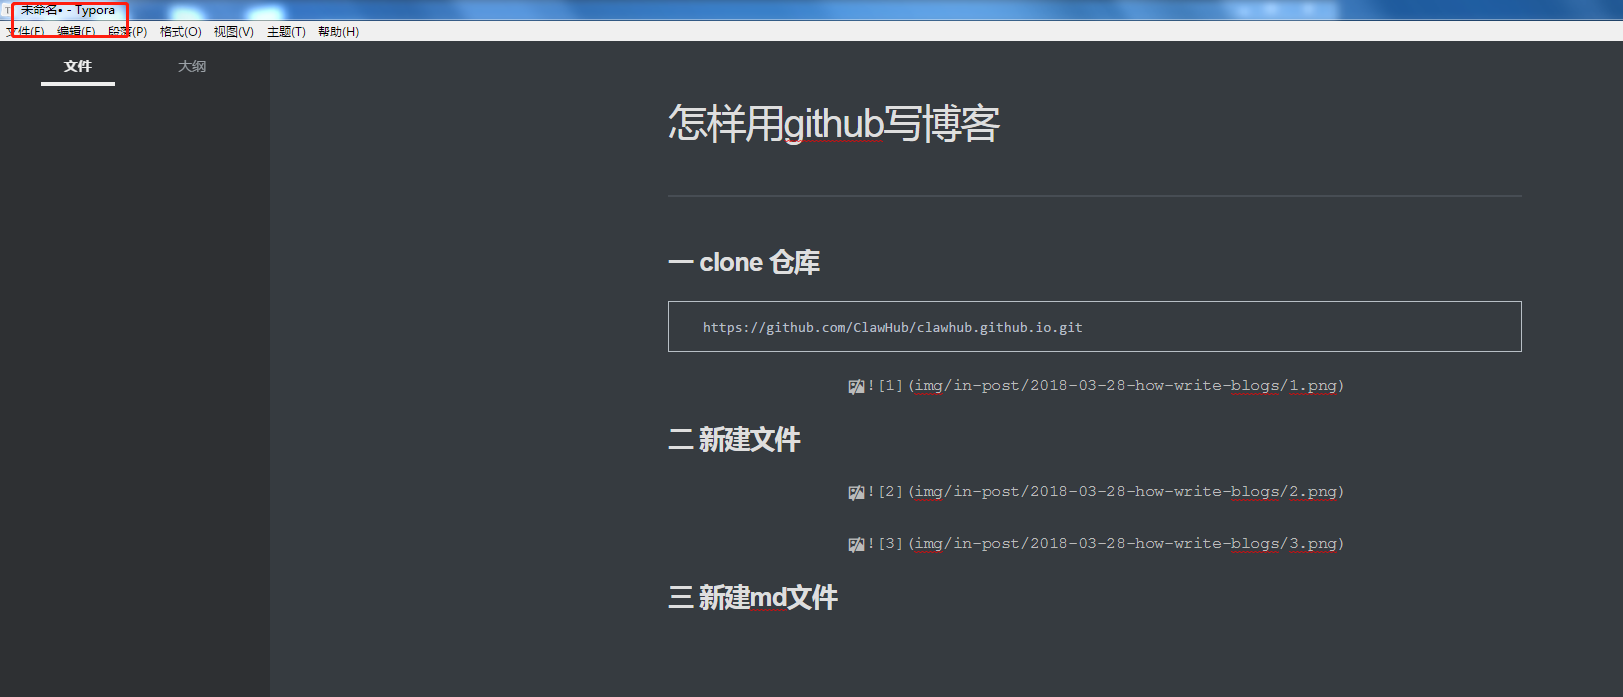 未命名• - Typora
文件(F) 编辑(E) 段落(P) 格式(O) 视图(V) 主题(T) 帮助(H)
文件 大纲
怎样用github写博客
一 clone 仓库
https://github.com/ClawHub/clawhub.github.io.git
![1](img/in-post/2018-03-28-how-write-blogs/1.png)
二 新建文件
![2](img/in-post/2018-03-28-how-write-blogs/2.png)
![3](img/in-post/2018-03-28-how-write-blogs/3.png)
三 新建md文件